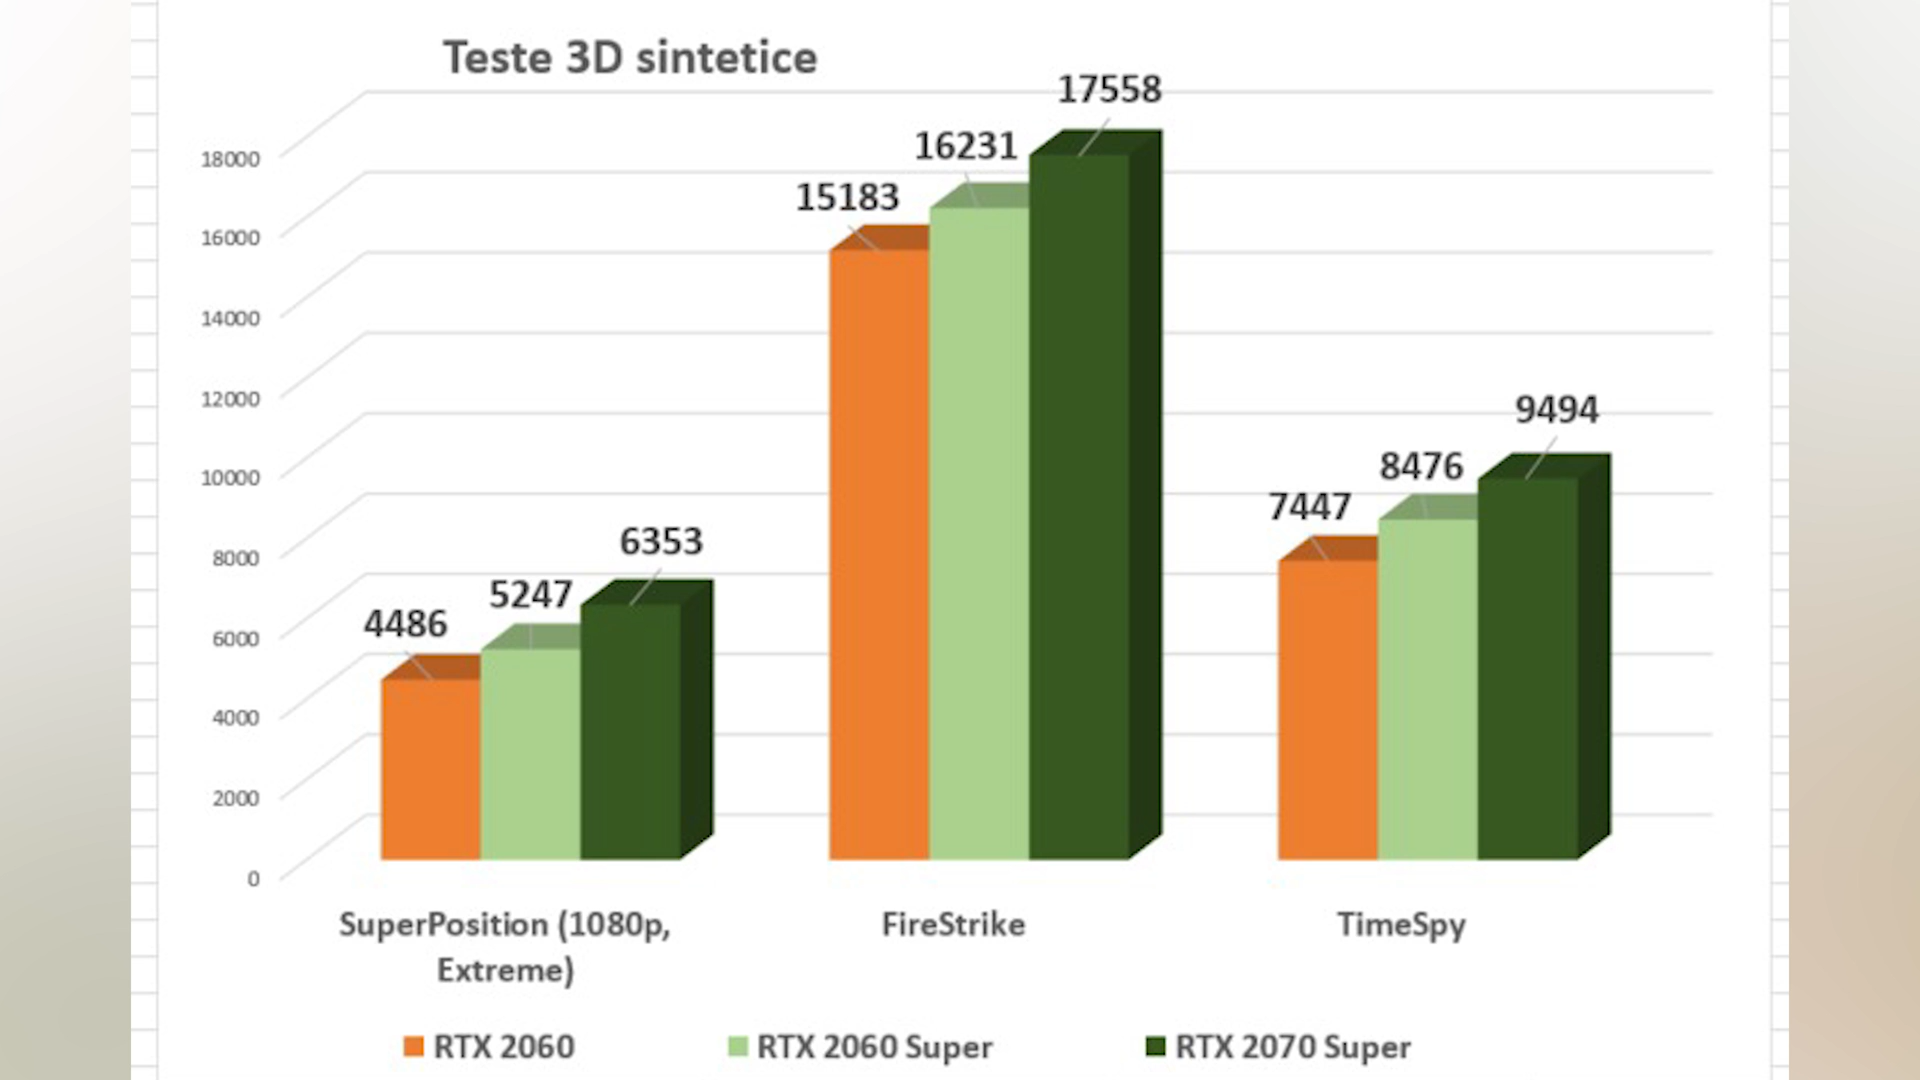 Teste 3D sintetice
17558
16231
15183
9494
8476
7447
6353
5247
4486
18000
16000
14000
12000
10000
8000
6000
4000
2000
0
SuperPosition (1080p,
Extreme)
FireStrike
TimeSpy
RTX 2060
RTX 2060 Super
RTX 2070 Super